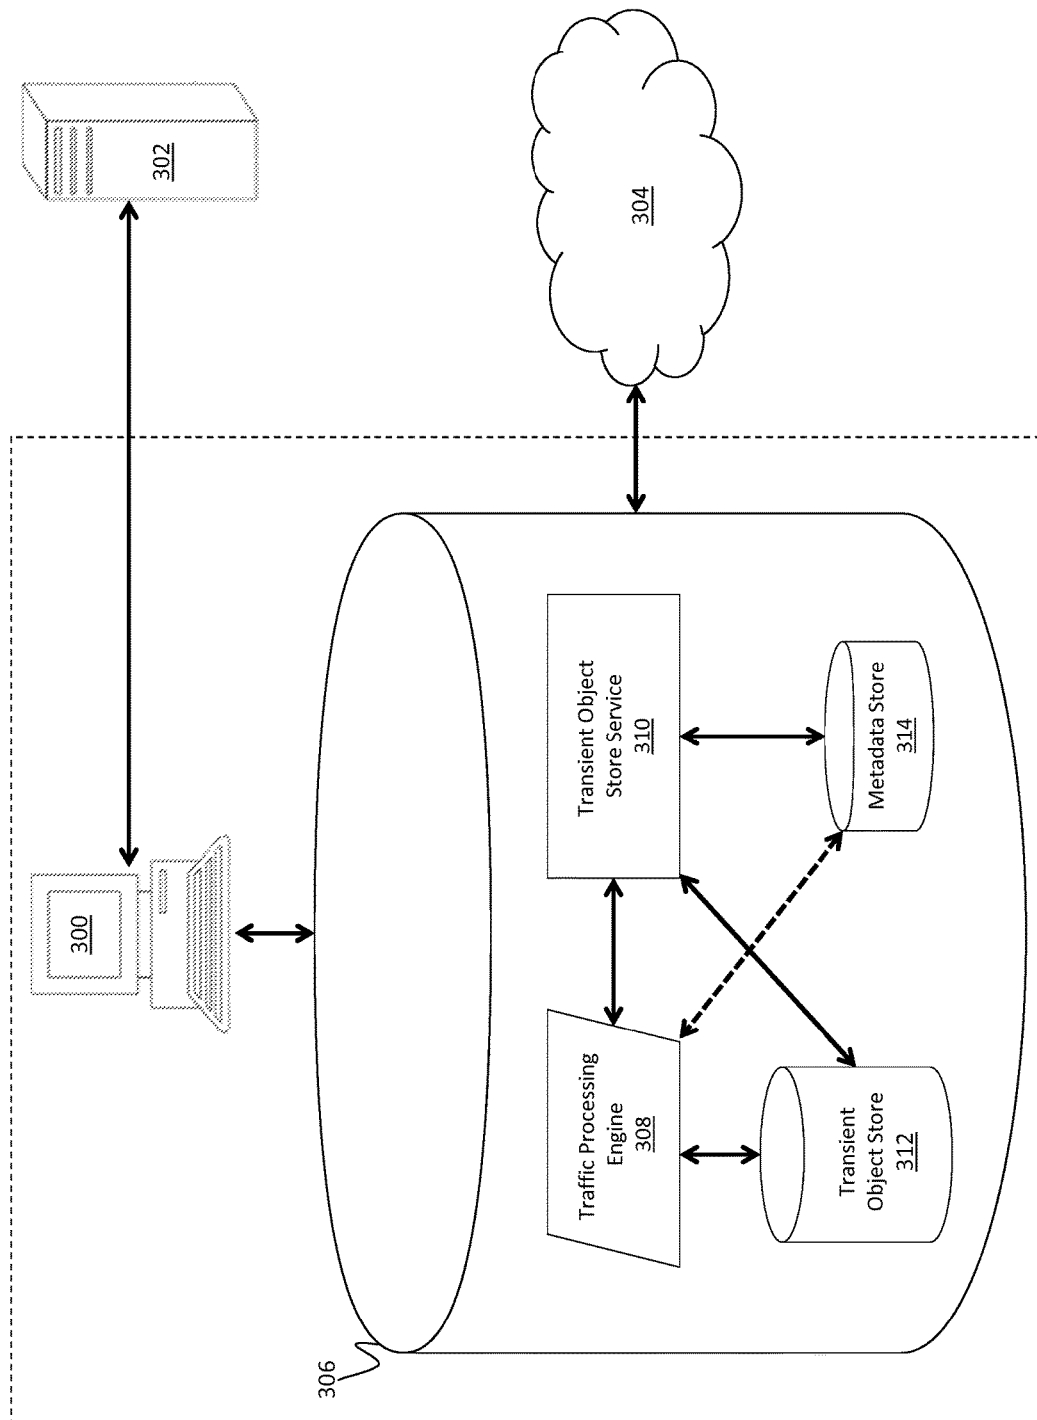 300
302
304
306
Traffic Processing
Engine
308
Transient Object
Store Service
310
Transient
Object Store
312
Metadata Store
314